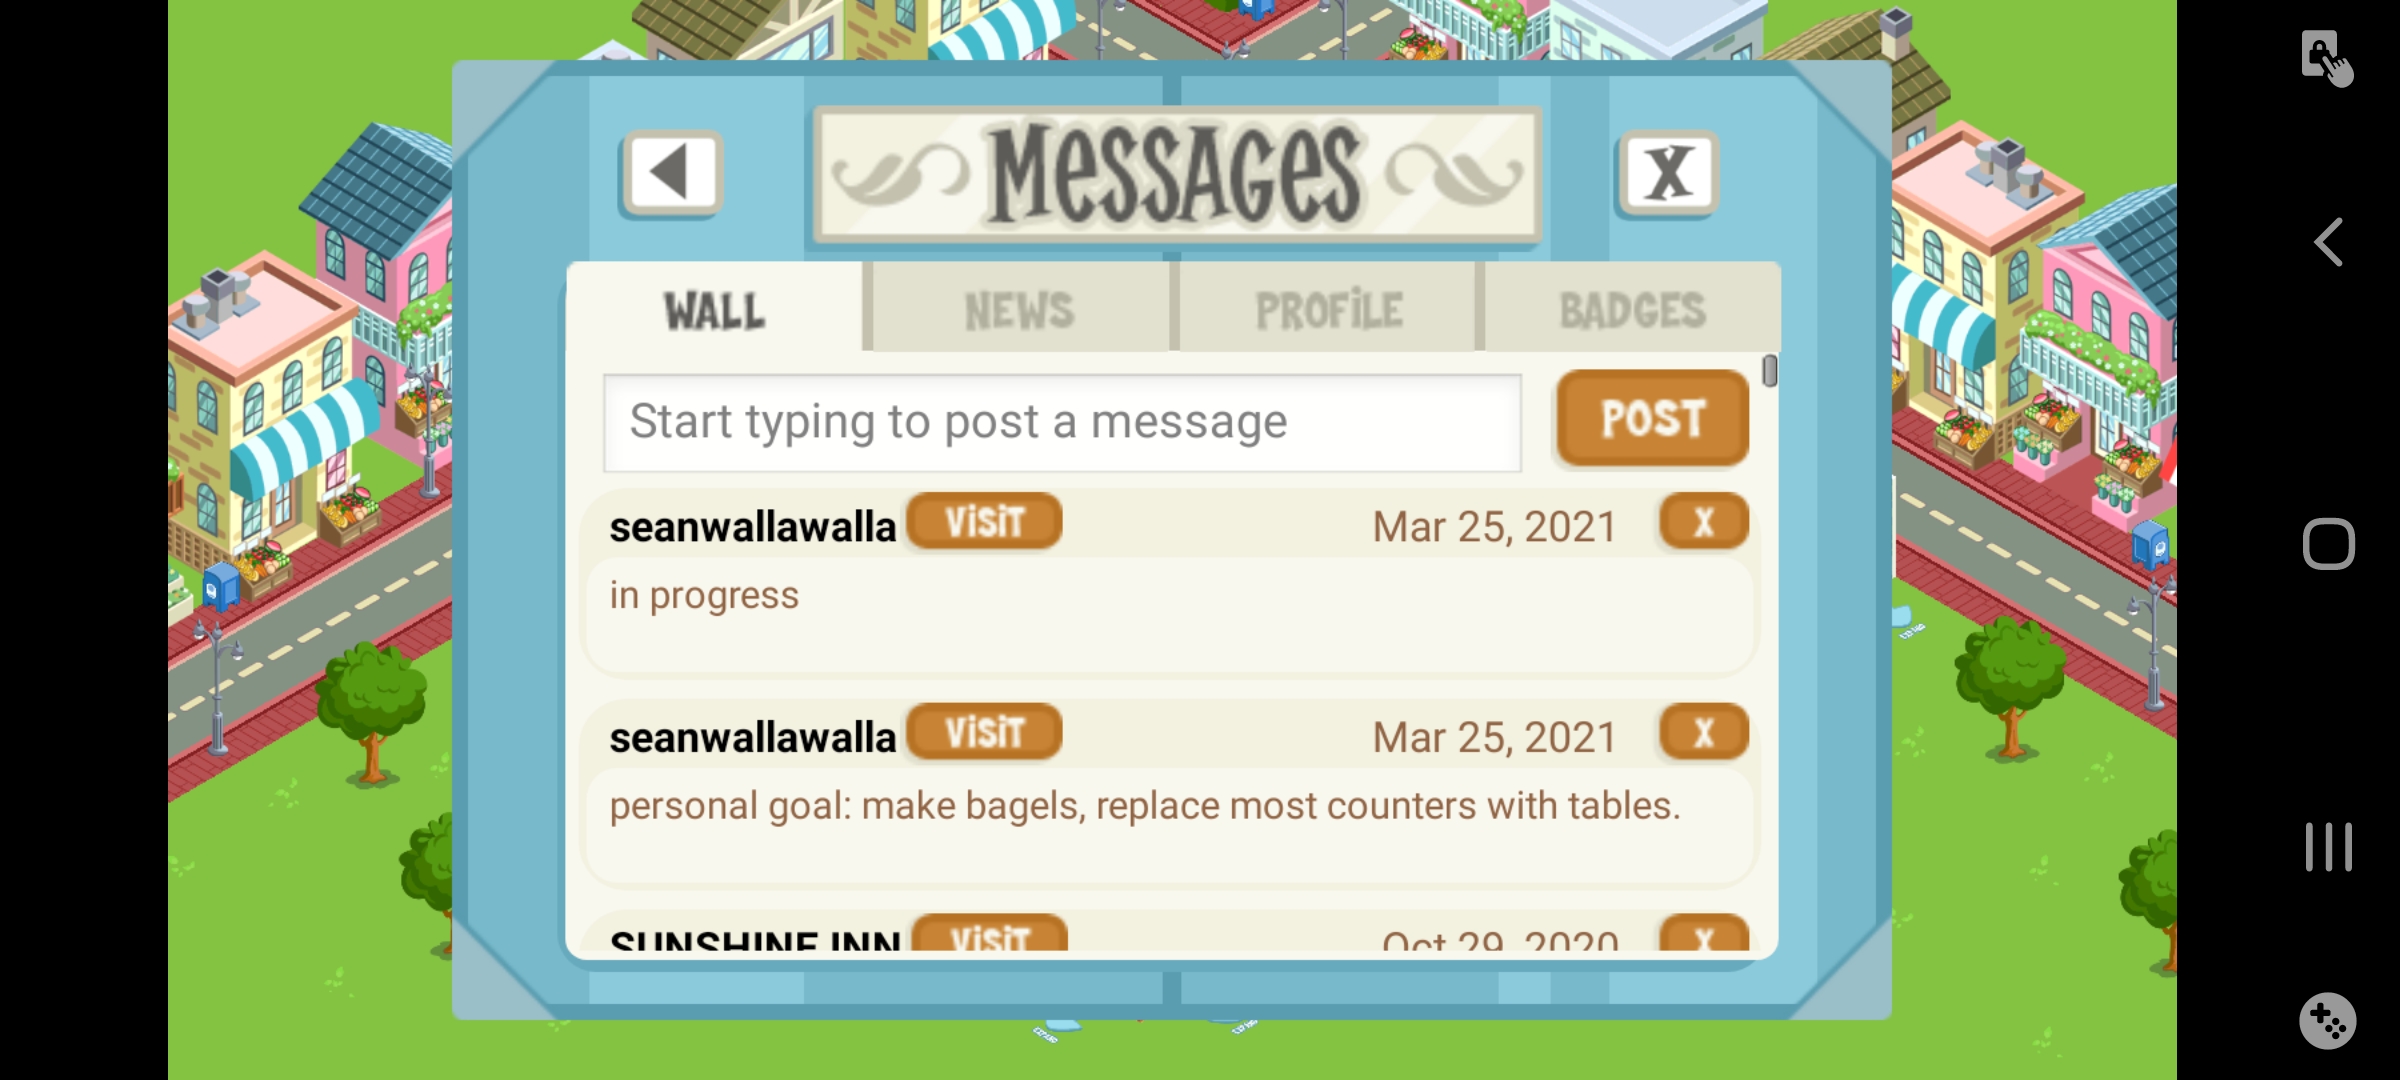 MESSAGES
X
WALL NEWS PROFILE BADGES
Start typing to post a message POST
seanwallawalla VISIT Mar 25, 2021 X
in progress
seanwallawalla VISIT Mar 25, 2021 X
personal goal: make bagels, replace most counters with tables.
SUNSHINE INN VISIT Oct 29, 2020 X